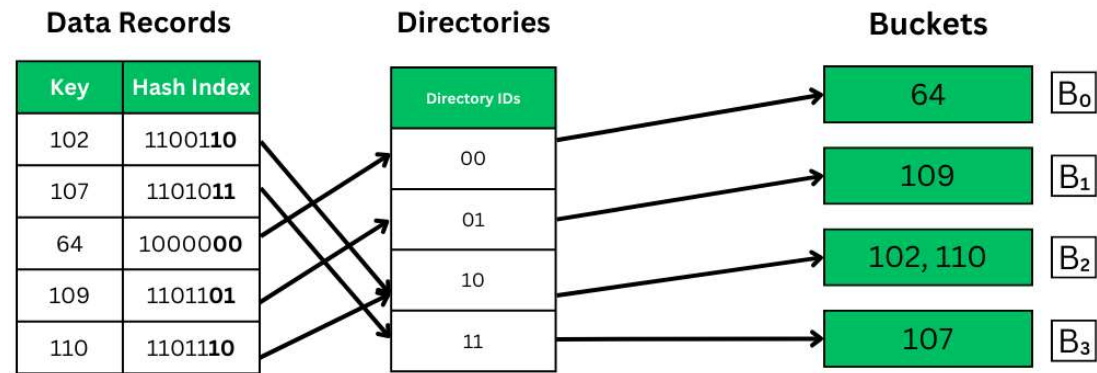 Data Records
Key Hash Index
102 1100110
107 1101011
64 1000000
109 1101101
110 1101110
Directories
Directory IDs
00
01
10
11
Buckets
64 B₀
109 B₁
102, 110 B₂
107 B₃